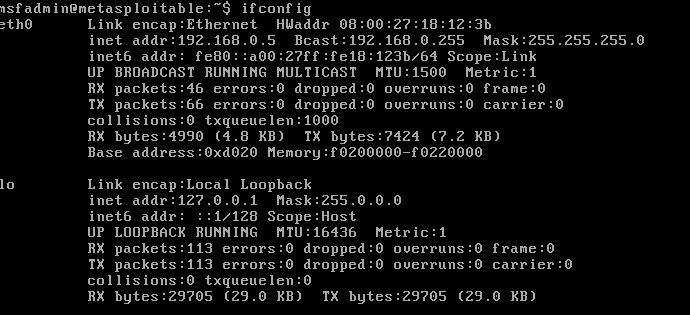 msfadmin@metasploitable:~$ ifconfig
eth0      Link encap:Ethernet  HWaddr 08:00:27:18:12:3b
          inet addr:192.168.0.5  Bcast:192.168.0.255  Mask:255.255.255.0
          inet6 addr: fe80::a00:27ff:fe18:123b/64 Scope:Link
          UP BROADCAST RUNNING MULTICAST  MTU:1500  Metric:1
          RX packets:46 errors:0 dropped:0 overruns:0 frame:0
          TX packets:66 errors:0 dropped:0 overruns:0 carrier:0
          collisions:0 txqueuelen:1000
          RX bytes:4990 (4.8 KB)  TX bytes:7424 (7.2 KB)
          Base address:0xd020 Memory:f0200000-f0220000
lo        Link encap:Local Loopback
          inet addr:127.0.0.1  Mask:255.0.0.0
          inet6 addr: ::1/128 Scope:Host
          UP LOOPBACK RUNNING  MTU:16436  Metric:1
          RX packets:113 errors:0 dropped:0 overruns:0 frame:0
          TX packets:113 errors:0 dropped:0 overruns:0 carrier:0
          collisions:0 txqueuelen:0
          RX bytes:29705 (29.0 KB)  TX bytes:29705 (29.0 KB)